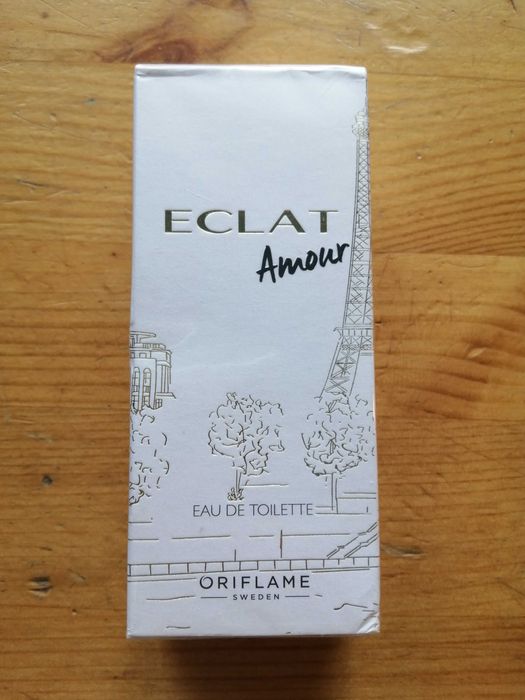 ECLAT
Amour
EAU DE TOILETTE
ORIFLAME
SWEDEN